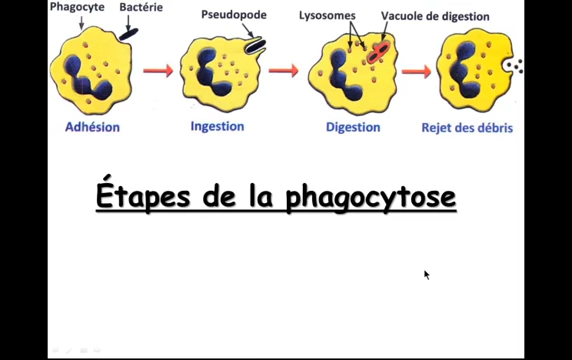 Phagocyte Bactérie
Pseudopode
Lysosomes Vacuole de digestion
Adhésion
Ingestion
Digestion
Rejet des débris
Étapes de la phagocytose